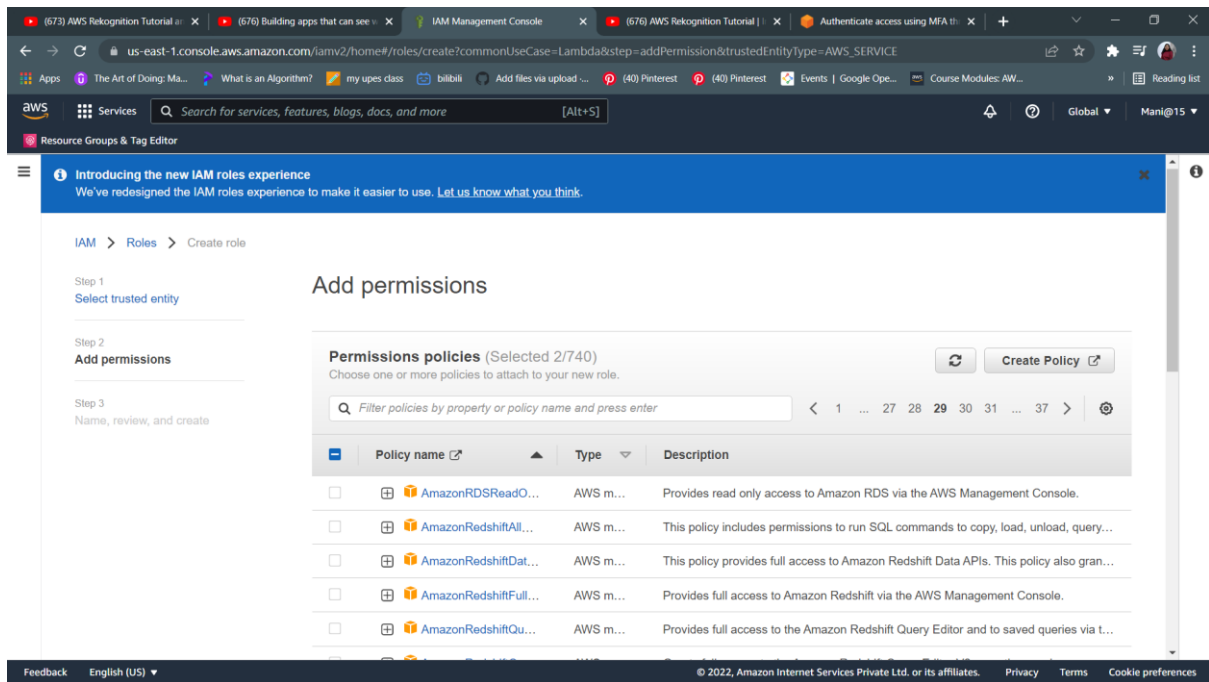 (673) AWS Rekognition Tutorial an
(676) Building apps that can see w
IAM Management Console
(676) AWS Rekognition Tutorial | I
Authenticate access using MFA th
us-east-1.console.aws.amazon.com/iamv2/home#/roles/create?commonUseCase=Lambda&step=addPermission&trustedEntityType=AWS_SERVICE
Apps The Art of Doing: Ma... What is an Algorithm? my upes class bilibili Add files via upload ·... (40) Pinterest (40) Pinterest Events | Google Ope... Course Modules: AW... » Reading list
aws Services Search for services, features, blogs, docs, and more [Alt+S] Global ▼ Mani@15 ▼
Resource Groups & Tag Editor
Introducing the new IAM roles experience
We've redesigned the IAM roles experience to make it easier to use. Let us know what you think.
IAM > Roles > Create role
Step 1
Select trusted entity
Step 2
Add permissions
Step 3
Name, review, and create
Add permissions
Permissions policies (Selected 2/740)
Choose one or more policies to attach to your new role.
Create Policy
Filter policies by property or policy name and press enter
< 1 ... 27 28 29 30 31 ... 37 >
Policy name Type Description
AmazonRDSReadO... AWS m... Provides read only access to Amazon RDS via the AWS Management Console.
AmazonRedshiftAll... AWS m... This policy includes permissions to run SQL commands to copy, load, unload, query...
AmazonRedshiftDat... AWS m... This policy provides full access to Amazon Redshift Data APIs. This policy also gran...
AmazonRedshiftFull... AWS m... Provides full access to Amazon Redshift via the AWS Management Console.
AmazonRedshiftQu... AWS m... Provides full access to the Amazon Redshift Query Editor and to saved queries via t...
Feedback English (US) ▼ © 2022, Amazon Internet Services Private Ltd. or its affiliates. Privacy Terms Cookie preferences